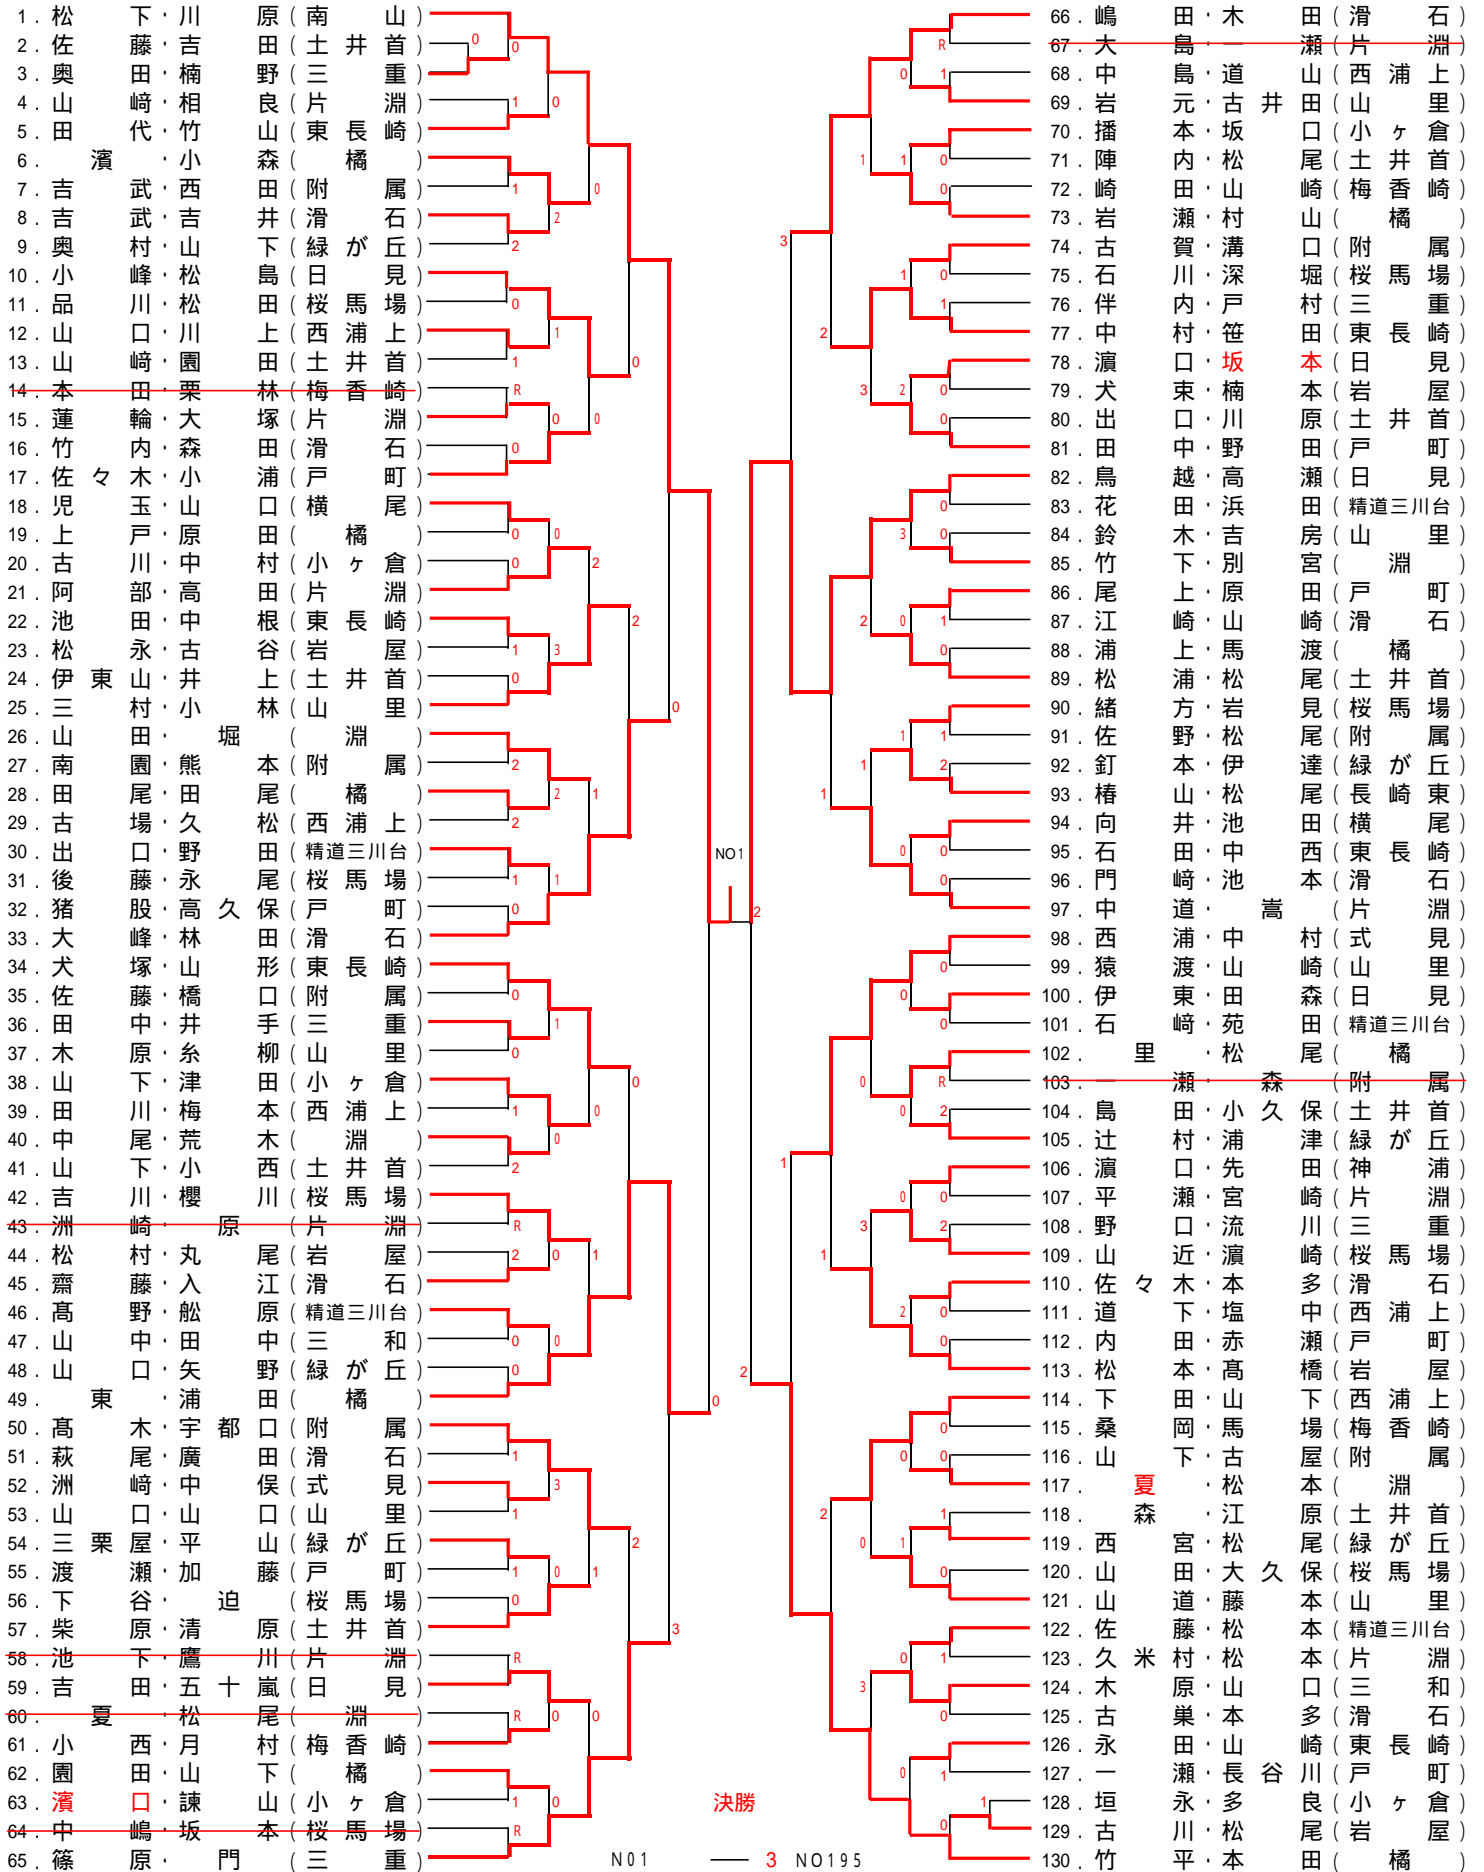 1. 松下・川原(南山)
2. 佐藤・吉田(土井首)
3. 奥田・楠野(三重)
4. 山﨑・相良(片淵)
5. 田代・竹山(東長崎)
6. 濱・小森(橘)
7. 吉武・西田(附属)
8. 吉武・吉井(滑石)
9. 奥村・山下(緑が丘)
10. 小峰・松島(日見)
11. 品川・松田(桜馬場)
12. 山口・川上(西浦上)
13. 山﨑・園田(土井首)
14. 本田・栗林(梅香崎)
15. 蓮輪・大塚(片淵)
16. 竹内・森田(滑石)
17. 佐々木・小浦(戸町)
18. 児玉・山口(横尾)
19. 上戸・原田(橘)
20. 古川・中村(小ヶ倉)
21. 阿部・高田(片淵)
22. 池田・中根(東長崎)
23. 松永・古谷(岩屋)
24. 伊東山・井上(土井首)
25. 三村・小林(山里)
26. 山田・堀(淵)
27. 南園・熊本(附属)
28. 田尾・田尾(橘)
29. 古場・久松(西浦上)
30. 出口・野田(精道三川台)
31. 後藤・永尾(桜馬場)
32. 猪股・高久保(戸町)
33. 大峰・林田(滑石)
34. 犬塚・山形(東長崎)
35. 佐藤・橋口(附属)
36. 田中・井手(三重)
37. 木原・糸柳(山里)
38. 山下・津田(小ヶ倉)
39. 田川・梅本(西浦上)
40. 中尾・荒木(淵)
41. 山下・小西(土井首)
42. 吉川・櫻川(桜馬場)
43. 洲崎・原(片淵)
44. 松村・丸尾(岩屋)
45. 齋藤・入江(滑石)
46. 髙野・舩原(精道三川台)
47. 山中・田中(三和)
48. 山口・矢野(緑が丘)
49. 東・浦田(橘)
50. 髙木・宇都口(附属)
51. 萩尾・廣田(滑石)
52. 洲﨑・中俣(式見)
53. 山口・山口(山里)
54. 三栗屋・平山(緑が丘)
55. 渡瀬・加藤(戸町)
56. 下谷・迫(桜馬場)
57. 柴原・清原(土井首)
58. 池下・鷹川(片淵)
59. 吉田・五十嵐(日見)
60. 夏・松尾(淵)
61. 小西・月村(梅香崎)
62. 園田・山下(橘)
63. 濱口・諫山(小ヶ倉)
64. 中嶋・坂本(桜馬場)
65. 篠原・門(三重)
66. 嶋田・木田(滑石)
67. 大島・一瀬(片淵)
68. 中島・道山(西浦上)
69. 岩元・古井田(山里)
70. 播本・坂口(小ヶ倉)
71. 陣内・松尾(土井首)
72. 崎田・山崎(梅香崎)
73. 岩瀬・村山(橘)
74. 古賀・溝口(附属)
75. 石川・深堀(桜馬場)
76. 伴内・戸村(三重)
77. 中村・笹田(東長崎)
78. 濵口・坂本(日見)
79. 犬束・楠本(岩屋)
80. 出口・川原(土井首)
81. 田中・野田(戸町)
82. 鳥越・高瀬(日見)
83. 花田・浜田(精道三川台)
84. 鈴木・吉房(山里)
85. 竹下・別宮(淵)
86. 尾上・原田(戸町)
87. 江崎・山崎(滑石)
88. 浦上・馬渡(橘)
89. 松浦・松尾(土井首)
90. 緒方・岩見(桜馬場)
91. 佐野・松尾(附属)
92. 釘本・伊達(緑が丘)
93. 椿山・松尾(長崎東)
94. 向井・池田(横尾)
95. 石田・中西(東長崎)
96. 門﨑・池本(滑石)
97. 中道・嵩(片淵)
98. 西浦・中村(式見)
99. 猿渡・山崎(山里)
100. 伊東・田森(日見)
101. 石﨑・苑田(精道三川台)
102. 里・松尾(橘)
103. 一瀬・森(附属)
104. 島田・小久保(土井首)
105. 辻村・浦津(緑が丘)
106. 濵口・先田(神浦)
107. 平瀬・宮崎(片淵)
108. 野口・流川(三重)
109. 山近・濵崎(桜馬場)
110. 佐々木・本多(滑石)
111. 道下・塩中(西浦上)
112. 内田・赤瀬(戸町)
113. 松本・髙橋(岩屋)
114. 下田・山下(西浦上)
115. 桑岡・馬場(梅香崎)
116. 山下・古屋(附属)
117. 夏・松本(淵)
118. 森・江原(土井首)
119. 西宮・松尾(緑が丘)
120. 山田・大久保(桜馬場)
121. 山道・藤本(山里)
122. 佐藤・松本(精道三川台)
123. 久米村・松本(片淵)
124. 木原・山口(三和)
125. 古巣・本多(滑石)
126. 永田・山崎(東長崎)
127. 一瀬・長谷川(戸町)
128. 垣永・多良(小ヶ倉)
129. 古川・松尾(岩屋)
130. 竹平・本田(橘)
NO1
決勝
N01 — 3 NO195